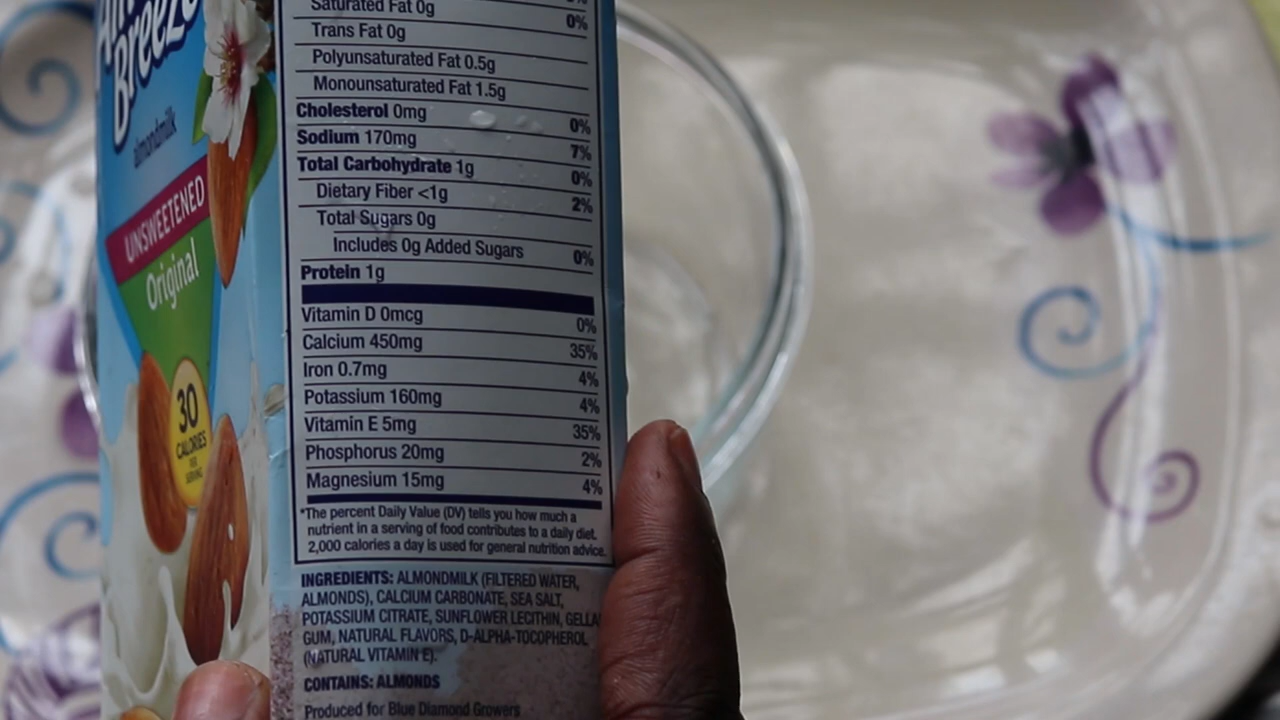 Breeze
almondmilk
UNSWEETENED
Original
30
CALORIES
PER
SERVING
Saturated Fat 0g 0%
Trans Fat 0g
Polyunsaturated Fat 0.5g
Monounsaturated Fat 1.5g
Cholesterol 0mg 0%
Sodium 170mg 7%
Total Carbohydrate 1g 0%
Dietary Fiber <1g 2%
Total Sugars 0g
Includes 0g Added Sugars 0%
Protein 1g
Vitamin D 0mcg 0%
Calcium 450mg 35%
Iron 0.7mg 4%
Potassium 160mg 4%
Vitamin E 5mg 35%
Phosphorus 20mg 2%
Magnesium 15mg 4%
*The percent Daily Value (DV) tells you how much a
nutrient in a serving of food contributes to a daily diet.
2,000 calories a day is used for general nutrition advice.
INGREDIENTS: ALMONDMILK (FILTERED WATER,
ALMONDS), CALCIUM CARBONATE, SEA SALT,
POTASSIUM CITRATE, SUNFLOWER LECITHIN, GELLA
GUM, NATURAL FLAVORS, D-ALPHA-TOCOPHEROL
(NATURAL VITAMIN E).
CONTAINS: ALMONDS
Produced for Blue Diamond Growers